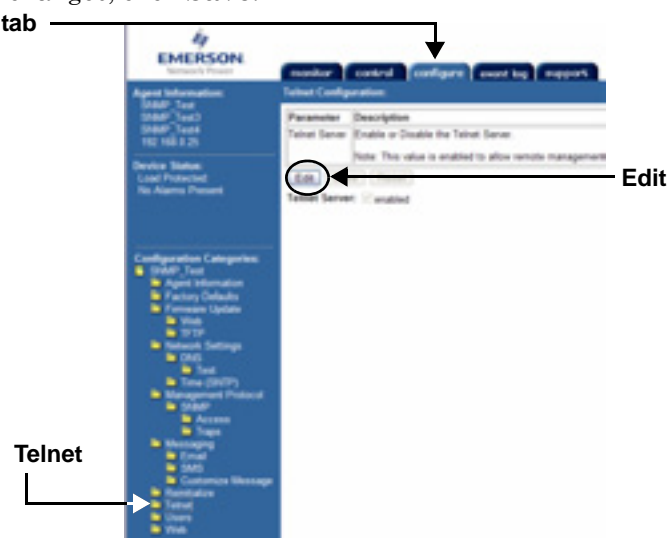 tab
EMERSON
Network Power
monitor control configure event log support
Agent Information:
SNMP_Test
SNMP_Test3
SNMP_Test4
192.168.0.25
Device Status:
Load Protected
No Alarms Present
Telnet Configuration:
Parameter Description
Telnet Server Enable or Disable the Telnet Server.
Note: This value is enabled to allow remote management
Edit
Edit
Telnet Server: enabled
Configuration Categories:
SNMP_Test
Agent Information
Factory Defaults
Firmware Update
Web
TFTP
Network Settings
DNS
Test
Time (SNTP)
Management Protocol
SNMP
Access
Traps
Messaging
Email
SMS
Customize Message
Reinitialize
Telnet
Telnet
Users
Web